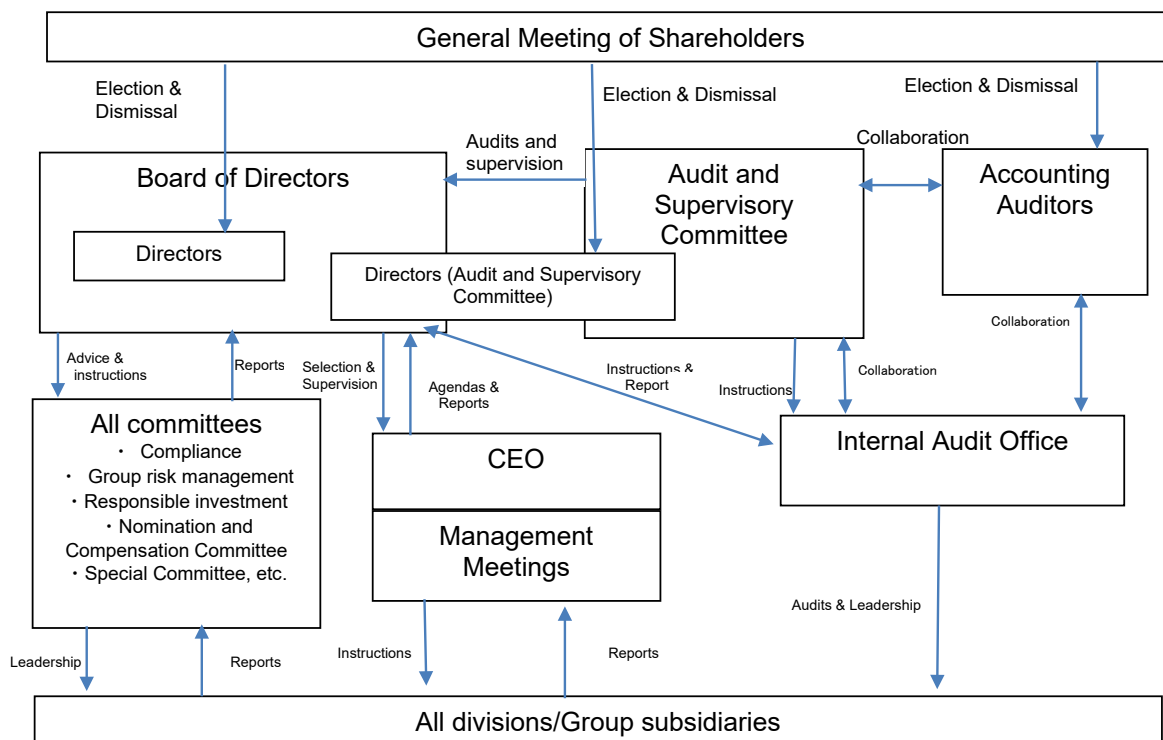 General Meeting of Shareholders
Election &
Dismissal
Election & Dismissal
Election & Dismissal
Audits and
supervision
Collaboration
Board of Directors
Directors
Audit and
Supervisory
Committee
Accounting
Auditors
Directors (Audit and Supervisory
Committee)
Advice &
instructions
Reports
Selection &
Supervision
Agendas &
Reports
Instructions &
Report
Instructions
Collaboration
Collaboration
All committees
・ Compliance
・ Group risk management
・Responsible investment
・Nomination and
Compensation Committee
・Special Committee, etc.
CEO
Management
Meetings
Internal Audit Office
Leadership
Reports
Instructions
Reports
Audits & Leadership
All divisions/Group subsidiaries